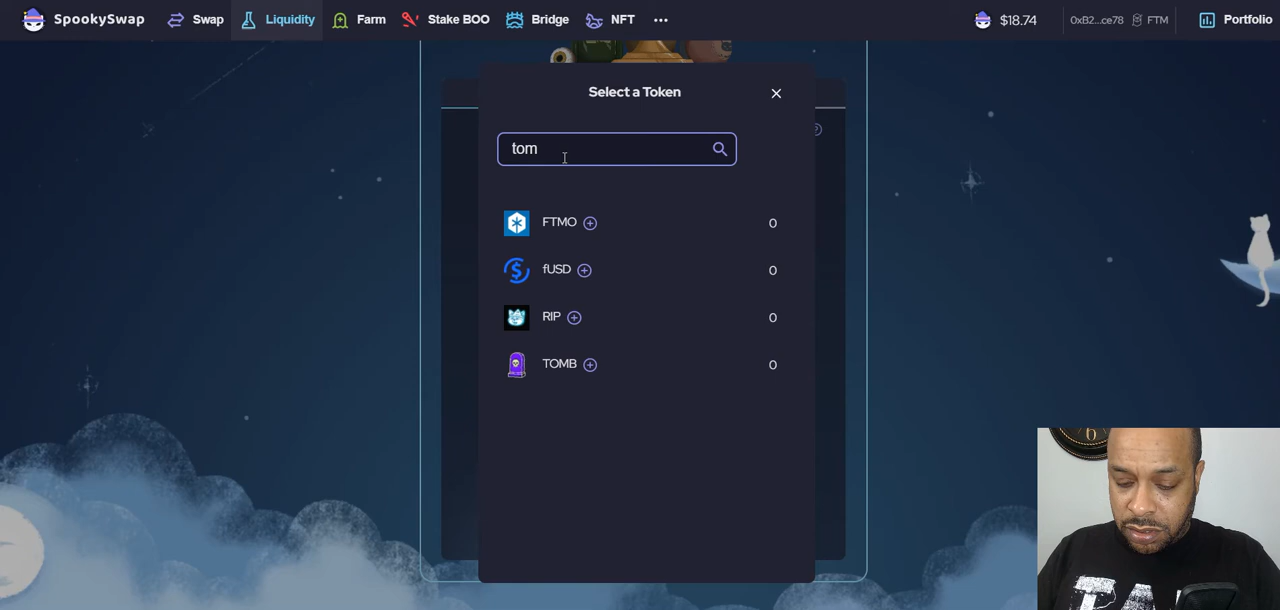 SpookySwap Swap Liquidity Farm Stake BOO Bridge NFT ••• $18.74 0xB2...ce78 FTM Portfolio
Select a Token
tom
FTMO 0
fUSD 0
RIP 0
TOMB 0